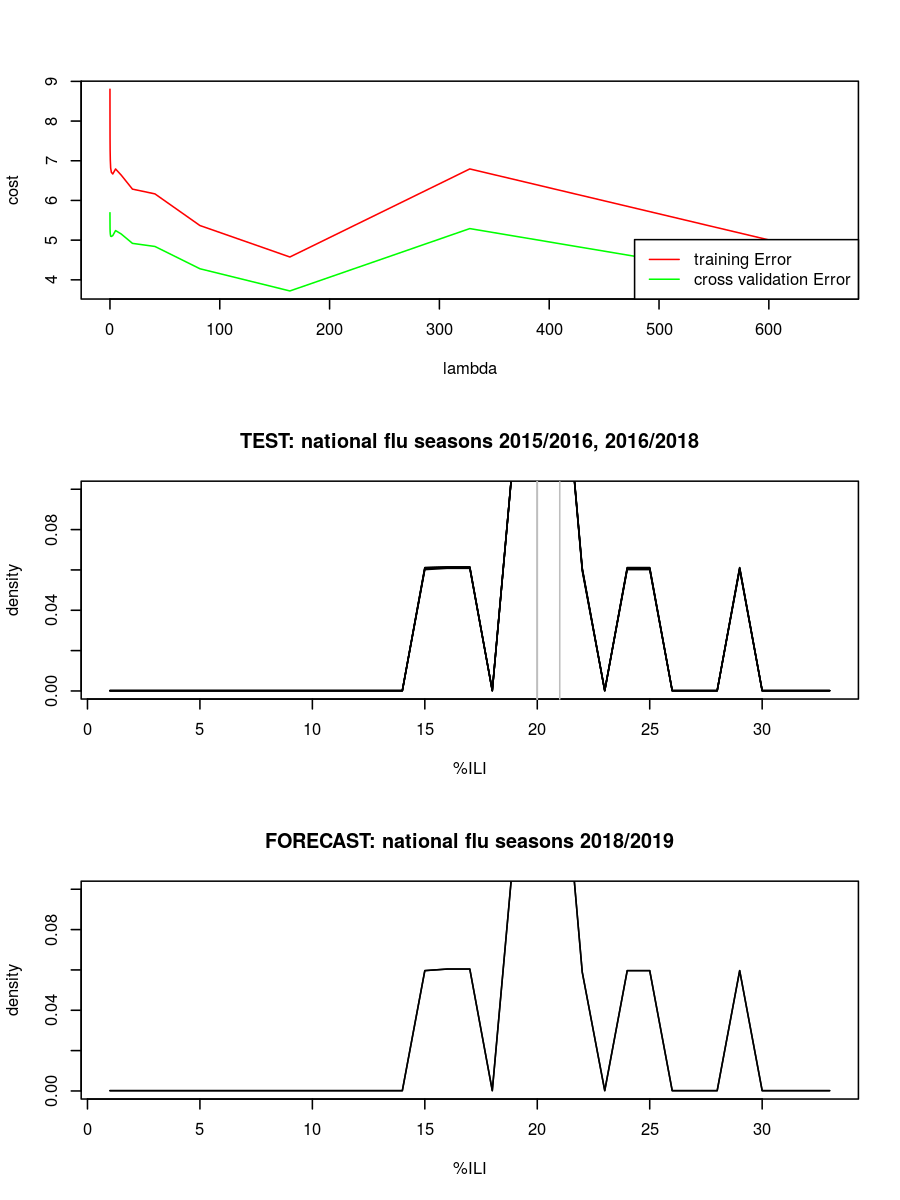 9
8
7
6
5
4
cost
training Error
cross validation Error
0 100 200 300 400 500 600
lambda
TEST: national flu seasons 2015/2016, 2016/2018
0.08
0.04
0.00
density
0 5 10 15 20 25 30
%ILI
FORECAST: national flu seasons 2018/2019
0.08
0.04
0.00
density
0 5 10 15 20 25 30
%ILI